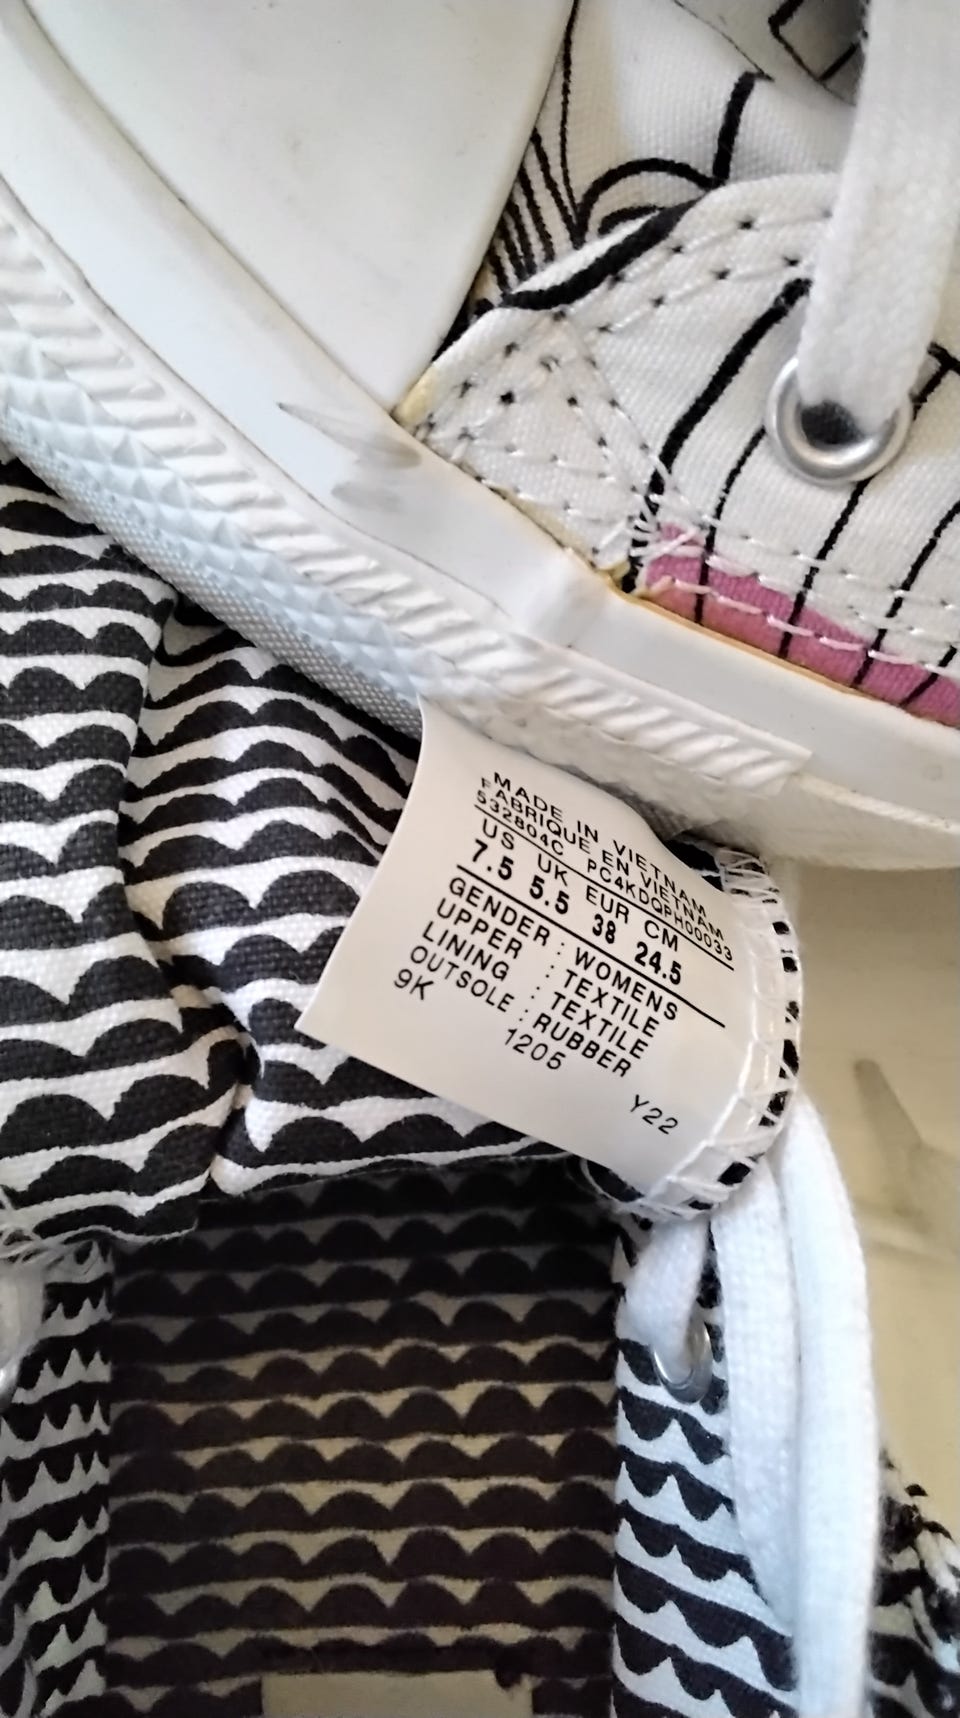 MADE IN VIETNAM
FABRIQUE EN VIETNAM
532804C PC4KDQPH00033
US UK EUR CM
7.5 5.5 38 24.5
GENDER : WOMENS
UPPER : TEXTILE
LINING : TEXTILE
OUTSOLE : RUBBER
9K 1205
Y22